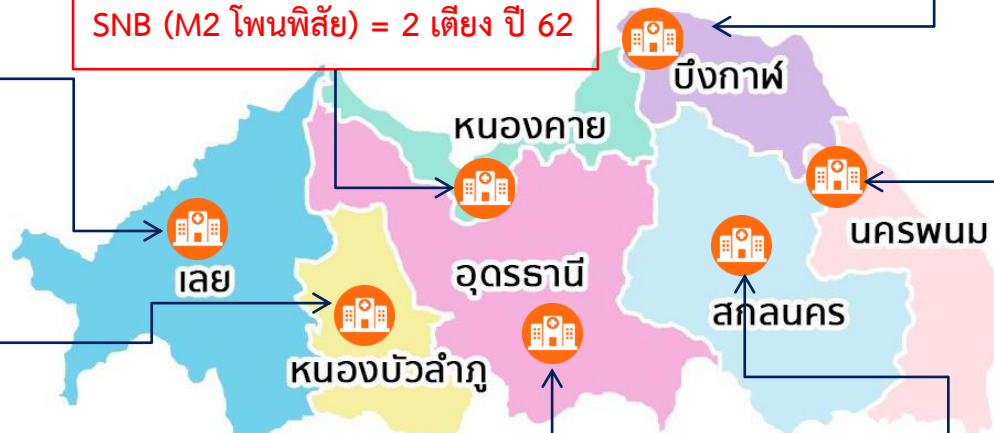 SNB (M2 โพนพิสัย) = 2 เตียง ปี 62
บึงกาฬ
หนองคาย
นครพนม
เลย
อุดรธานี
สกลนคร
หนองบัวลำภู